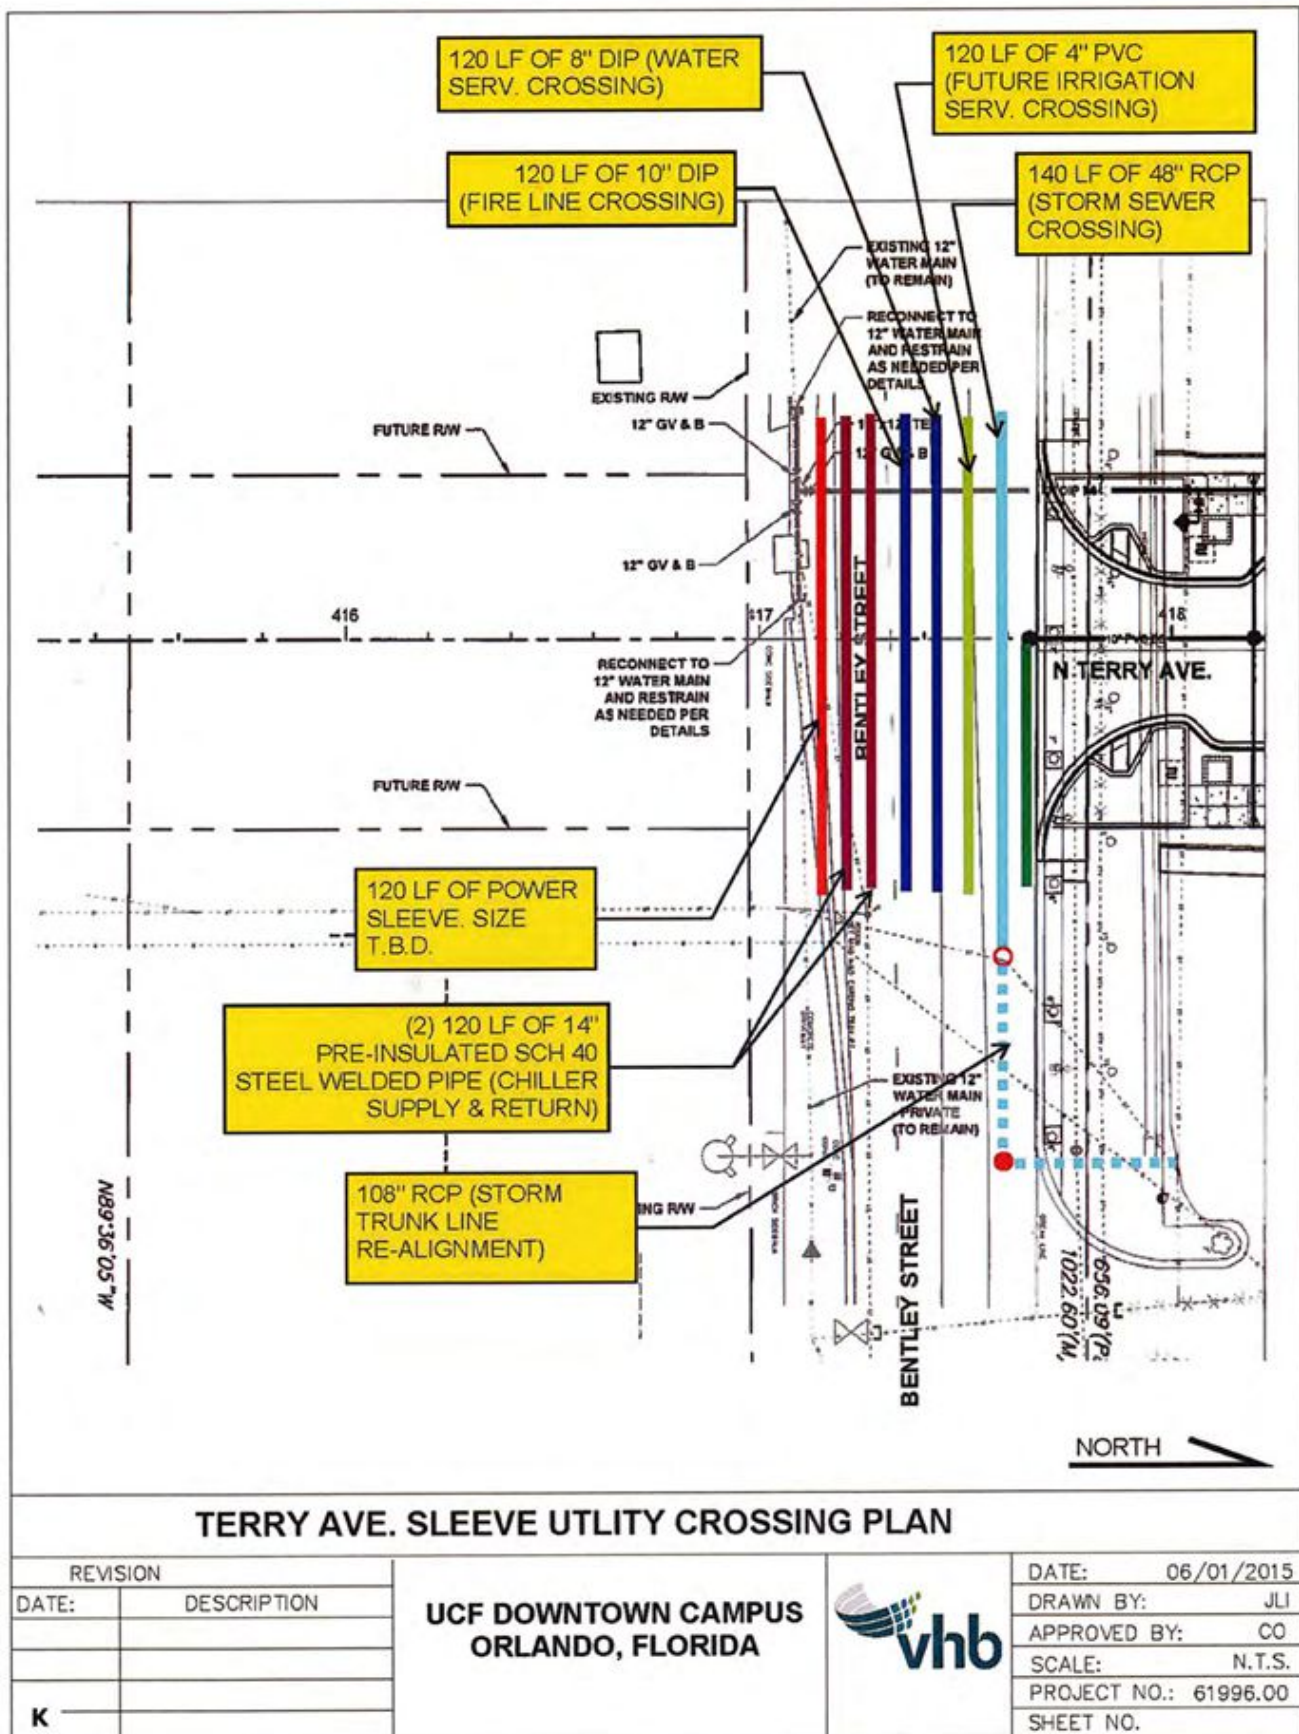 120 LF OF 8" DIP (WATER
SERV. CROSSING)
120 LF OF 4" PVC
(FUTURE IRRIGATION
SERV. CROSSING)
120 LF OF 10" DIP
(FIRE LINE CROSSING)
140 LF OF 48" RCP
(STORM SEWER
CROSSING)
EXISTING 12"
WATER MAIN
(TO REMAIN)
RECONNECT TO
12" WATER MAIN
AND RESTRAIN
AS NEEDED PER
DETAILS
EXISTING R/W
12" GV & B
FUTURE R/W
12" GV & B
416
417
418
BENTLEY STREET
N TERRY AVE.
RECONNECT TO
12" WATER MAIN
AND RESTRAIN
AS NEEDED PER
DETAILS
FUTURE R/W
120 LF OF POWER
SLEEVE. SIZE
T.B.D.
(2) 120 LF OF 14"
PRE-INSULATED SCH 40
STEEL WELDED PIPE (CHILLER
SUPPLY & RETURN)
EXISTING 12"
WATER MAIN
PRIVATE
(TO REMAIN)
108" RCP (STORM
TRUNK LINE
RE-ALIGNMENT)
ING R/W
N89°36'05"W
BENTLEY STREET
656.09'(P
1022.60'(M,
NORTH
TERRY AVE. SLEEVE UTLITY CROSSING PLAN
REVISION
DATE: DESCRIPTION
K
UCF DOWNTOWN CAMPUS
ORLANDO, FLORIDA
vhb
DATE: 06/01/2015
DRAWN BY: JLI
APPROVED BY: CO
SCALE: N.T.S.
PROJECT NO.: 61996.00
SHEET NO.